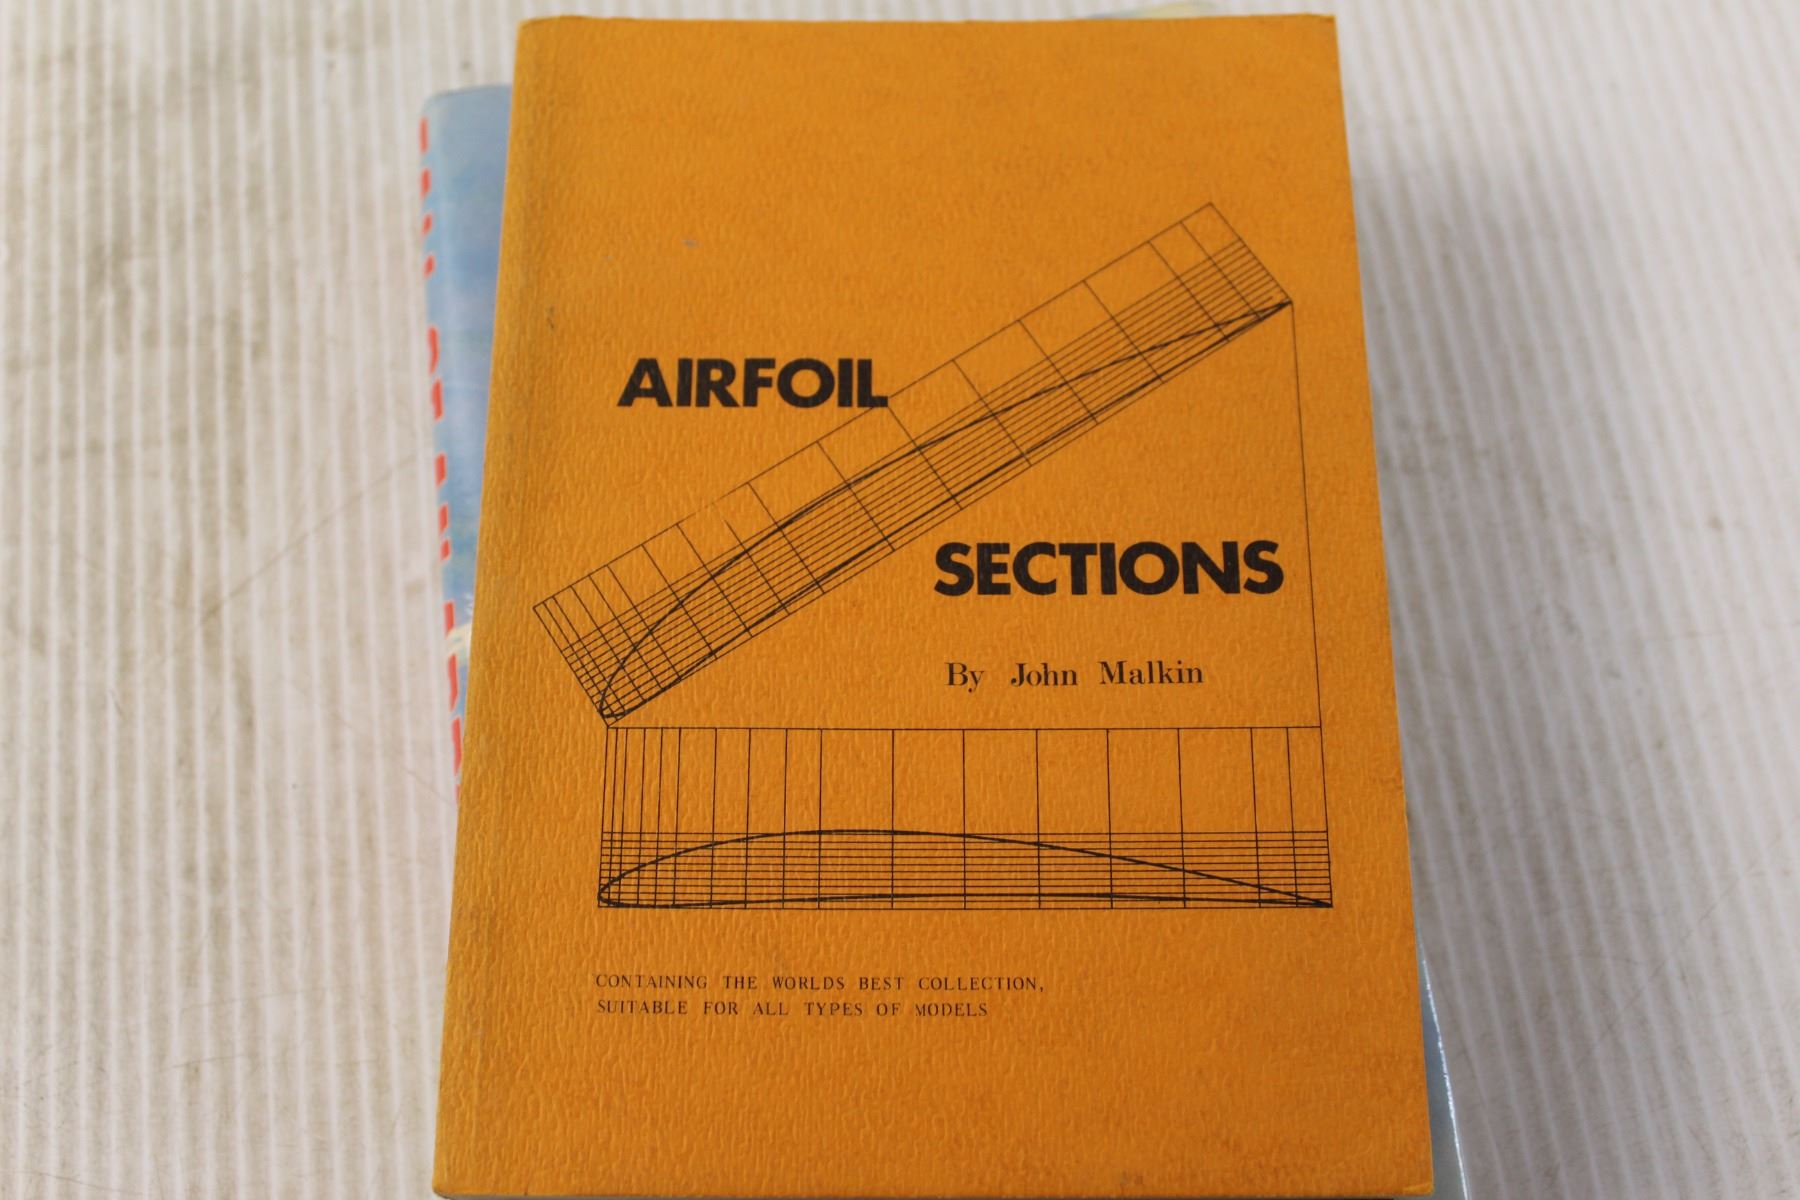 AIRFOIL
SECTIONS
By John Malkin
CONTAINING THE WORLDS BEST COLLECTION,
SUITABLE FOR ALL TYPES OF MODELS